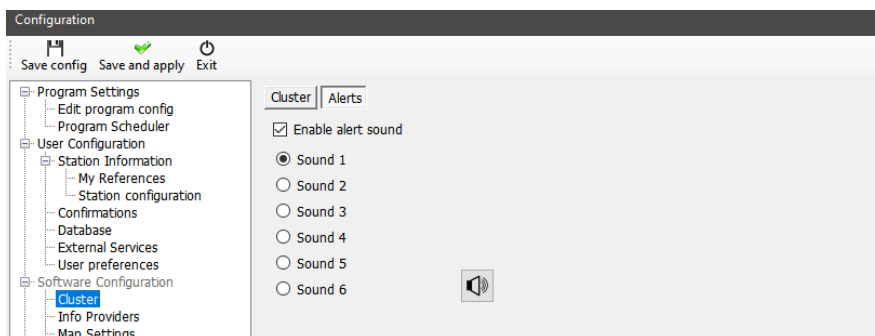 Configuration
Save config Save and apply Exit
Program Settings
Edit program config
Program Scheduler
User Configuration
Station Information
My References
Station configuration
Confirmations
Database
External Services
User preferences
Software Configuration
Cluster
Info Providers
Map Settings
Cluster Alerts
Enable alert sound
Sound 1
Sound 2
Sound 3
Sound 4
Sound 5
Sound 6